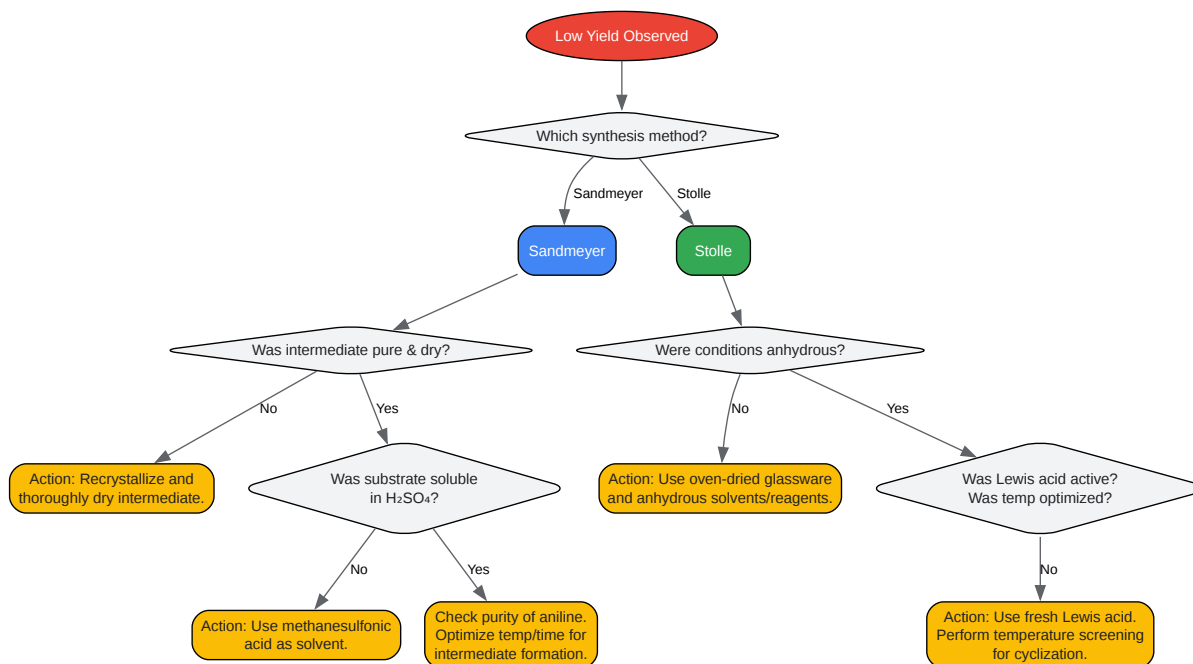 Low Yield Observed
Which synthesis method?
Sandmeyer
Stolle
Sandmeyer
Stolle
Was intermediate pure & dry?
Were conditions anhydrous?
No
Yes
No
Yes
Action: Recrystallize and
thoroughly dry intermediate.
Was substrate soluble
in H₂SO₄?
Action: Use oven-dried glassware
and anhydrous solvents/reagents.
Was Lewis acid active?
Was temp optimized?
No
Yes
No
Action: Use methanesulfonic
acid as solvent.
Check purity of aniline.
Optimize temp/time for
intermediate formation.
Action: Use fresh Lewis acid.
Perform temperature screening
for cyclization.